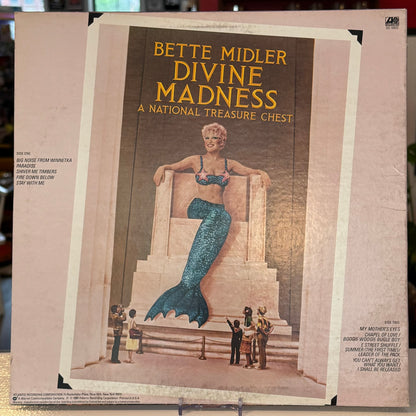 BETTE MIDLER
DIVINE
MADNESS
A NATIONAL TREASURE CHEST
SIDE ONE
BIG NOISE FROM WINNETKA
PARADISE
SHIVER ME TIMBERS
FIRE DOWN BELOW
STAY WITH ME
SIDE TWO
MY MOTHER'S EYES
CHAPEL OF LOVE/
BOOGIE WOOGIE BUGLE BOY
E STREET SHUFFLE/
SUMMER (THE FIRST TIME)/
LEADER OF THE PACK
YOU CAN'T ALWAYS GET
WHAT YOU WANT/
I SHALL BE RELEASED